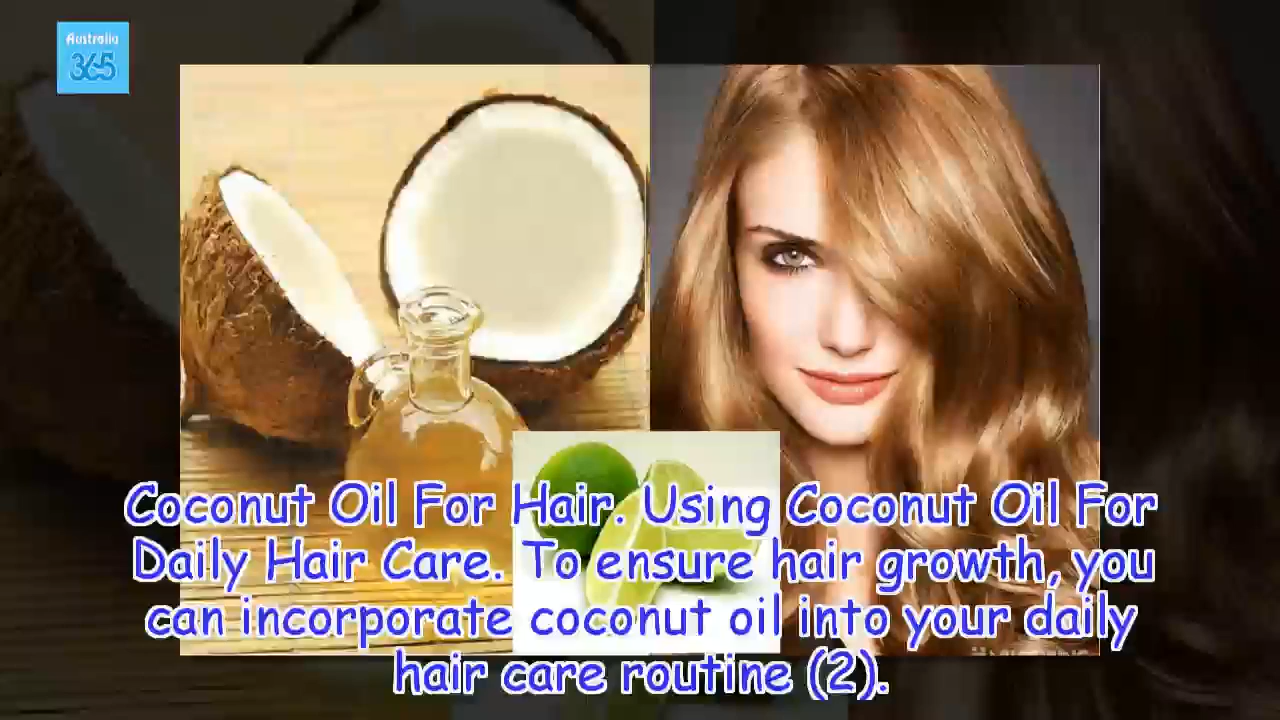 Australia
365
Coconut Oil For Hair. Using Coconut Oil For
Daily Hair Care. To ensure hair growth, you
can incorporate coconut oil into your daily
hair care routine (2).